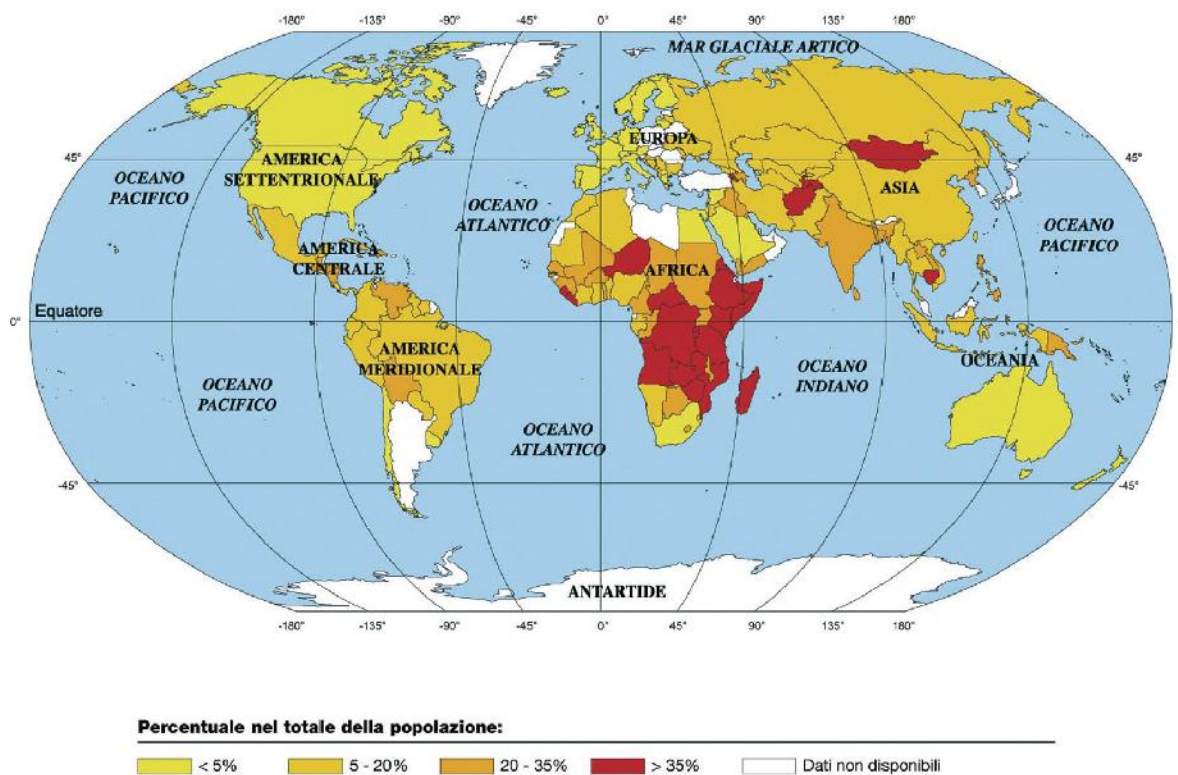 -180° -135° -90° -45° 0° 45° 90° 135° 180°
MAR GLACIALE ARTICO
EUROPA
45° 45°
AMERICA
SETTENTRIONALE
OCEANO
PACIFICO
ASIA
OCEANO
ATLANTICO
OCEANO
PACIFICO
AMERICA
CENTRALE
AFRICA
Equatore
0°
AMERICA
MERIDIONALE
OCEANIA
OCEANO
INDIANO
OCEANO
PACIFICO
OCEANO
ATLANTICO
-45° -45°
ANTARTIDE
-180° -135° -90° -45° 0° 45° 90° 135° 180°
Percentuale nel totale della popolazione:
< 5% 5 - 20% 20 - 35% > 35% Dati non disponibili